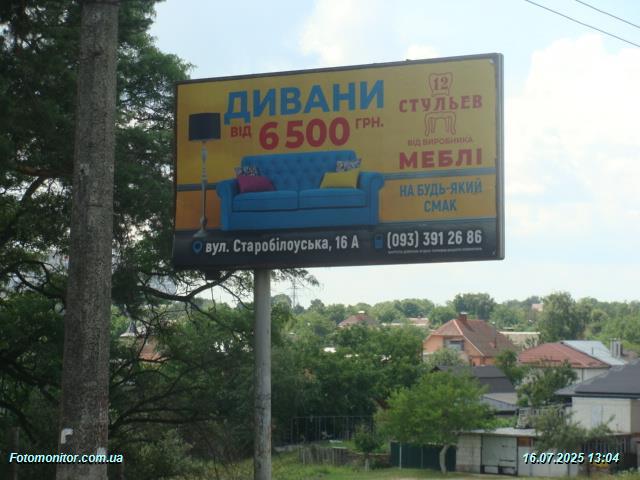 ДИВАНИ
ВІД 6 500 ГРН.
12
СТУЛЬЕВ
ВІД ВИРОБНИКА
МЕБЛІ
НА БУДЬ-ЯКИЙ
СМАК
вул. Старобілоуська, 16 А
(093) 391 26 86
Fotomonitor.com.ua
16.07.2025 13:04